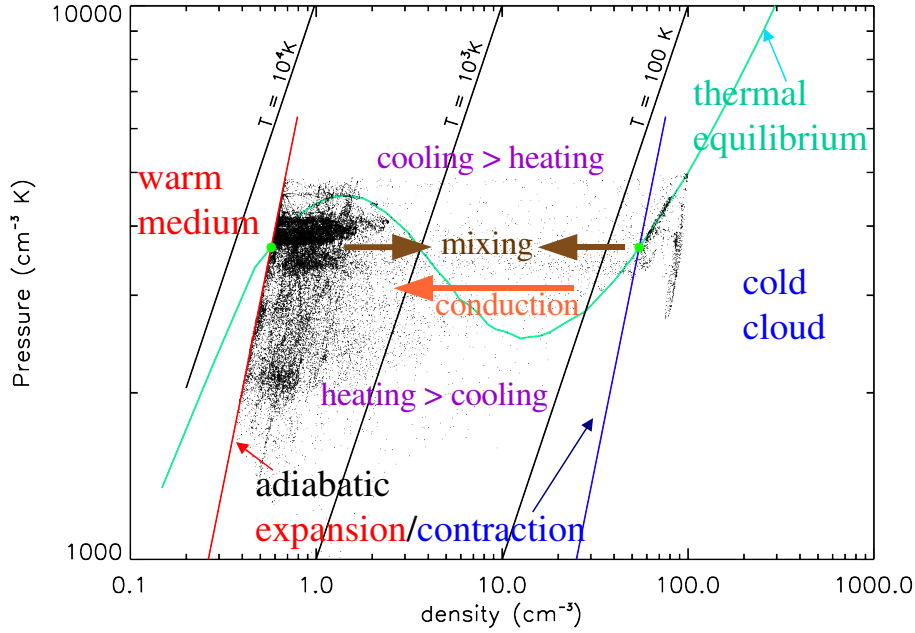 10000
T = 10⁴K
T = 10³K
T = 100 K
thermal
equilibrium
cooling > heating
warm
medium
mixing
conduction
cold
cloud
heating > cooling
adiabatic
expansion/contraction
1000
Pressure (cm⁻³ K)
0.1
1.0
10.0
100.0
1000.0
density (cm⁻³)